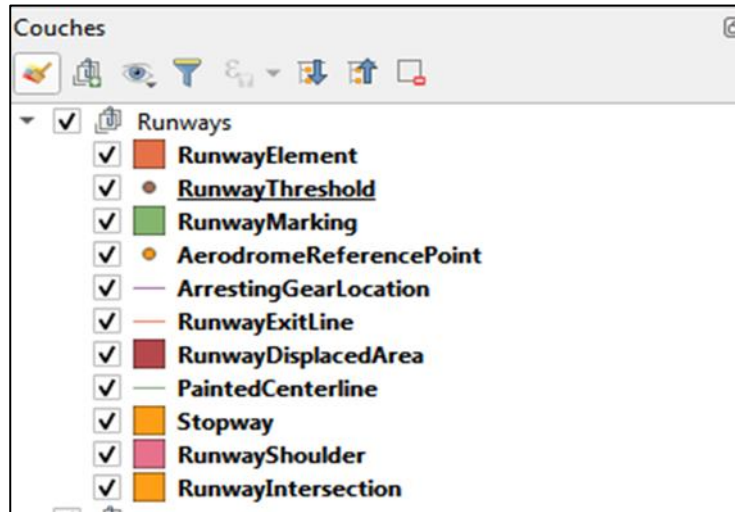 Couches
Runways
RunwayElement
RunwayThreshold
RunwayMarking
AerodromeReferencePoint
ArrestingGearLocation
RunwayExitLine
RunwayDisplacedArea
PaintedCenterline
Stopway
RunwayShoulder
RunwayIntersection